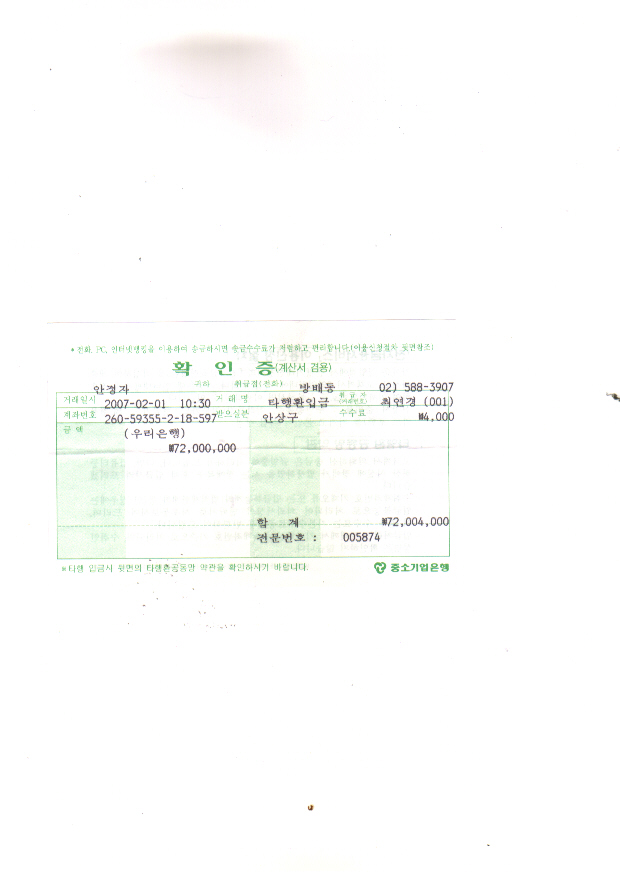 *전화, PC, 인터넷뱅킹을 이용하여 송금하시면 송금수수료가 저렴하고 편리합니다.(이용신청절차 뒷면참조)
확 인 증 (계산서 겸용)
안정자 귀하 취급점(전화) 방배동 02) 588-3907
거래일시 2007-02-01 10:30 거 래 명 타행환입금 취 급 자 최연경 (001)
계좌번호 260-59355-2-18-597 받으실분 안상구 수수료 ₩4,000
금 액 (우리은행)
₩72,000,000
합 계 ₩72,004,000
전문번호 : 005874
*타행 입금시 뒷면의 타행환공동망 약관을 확인하시기 바랍니다.
중소기업은행